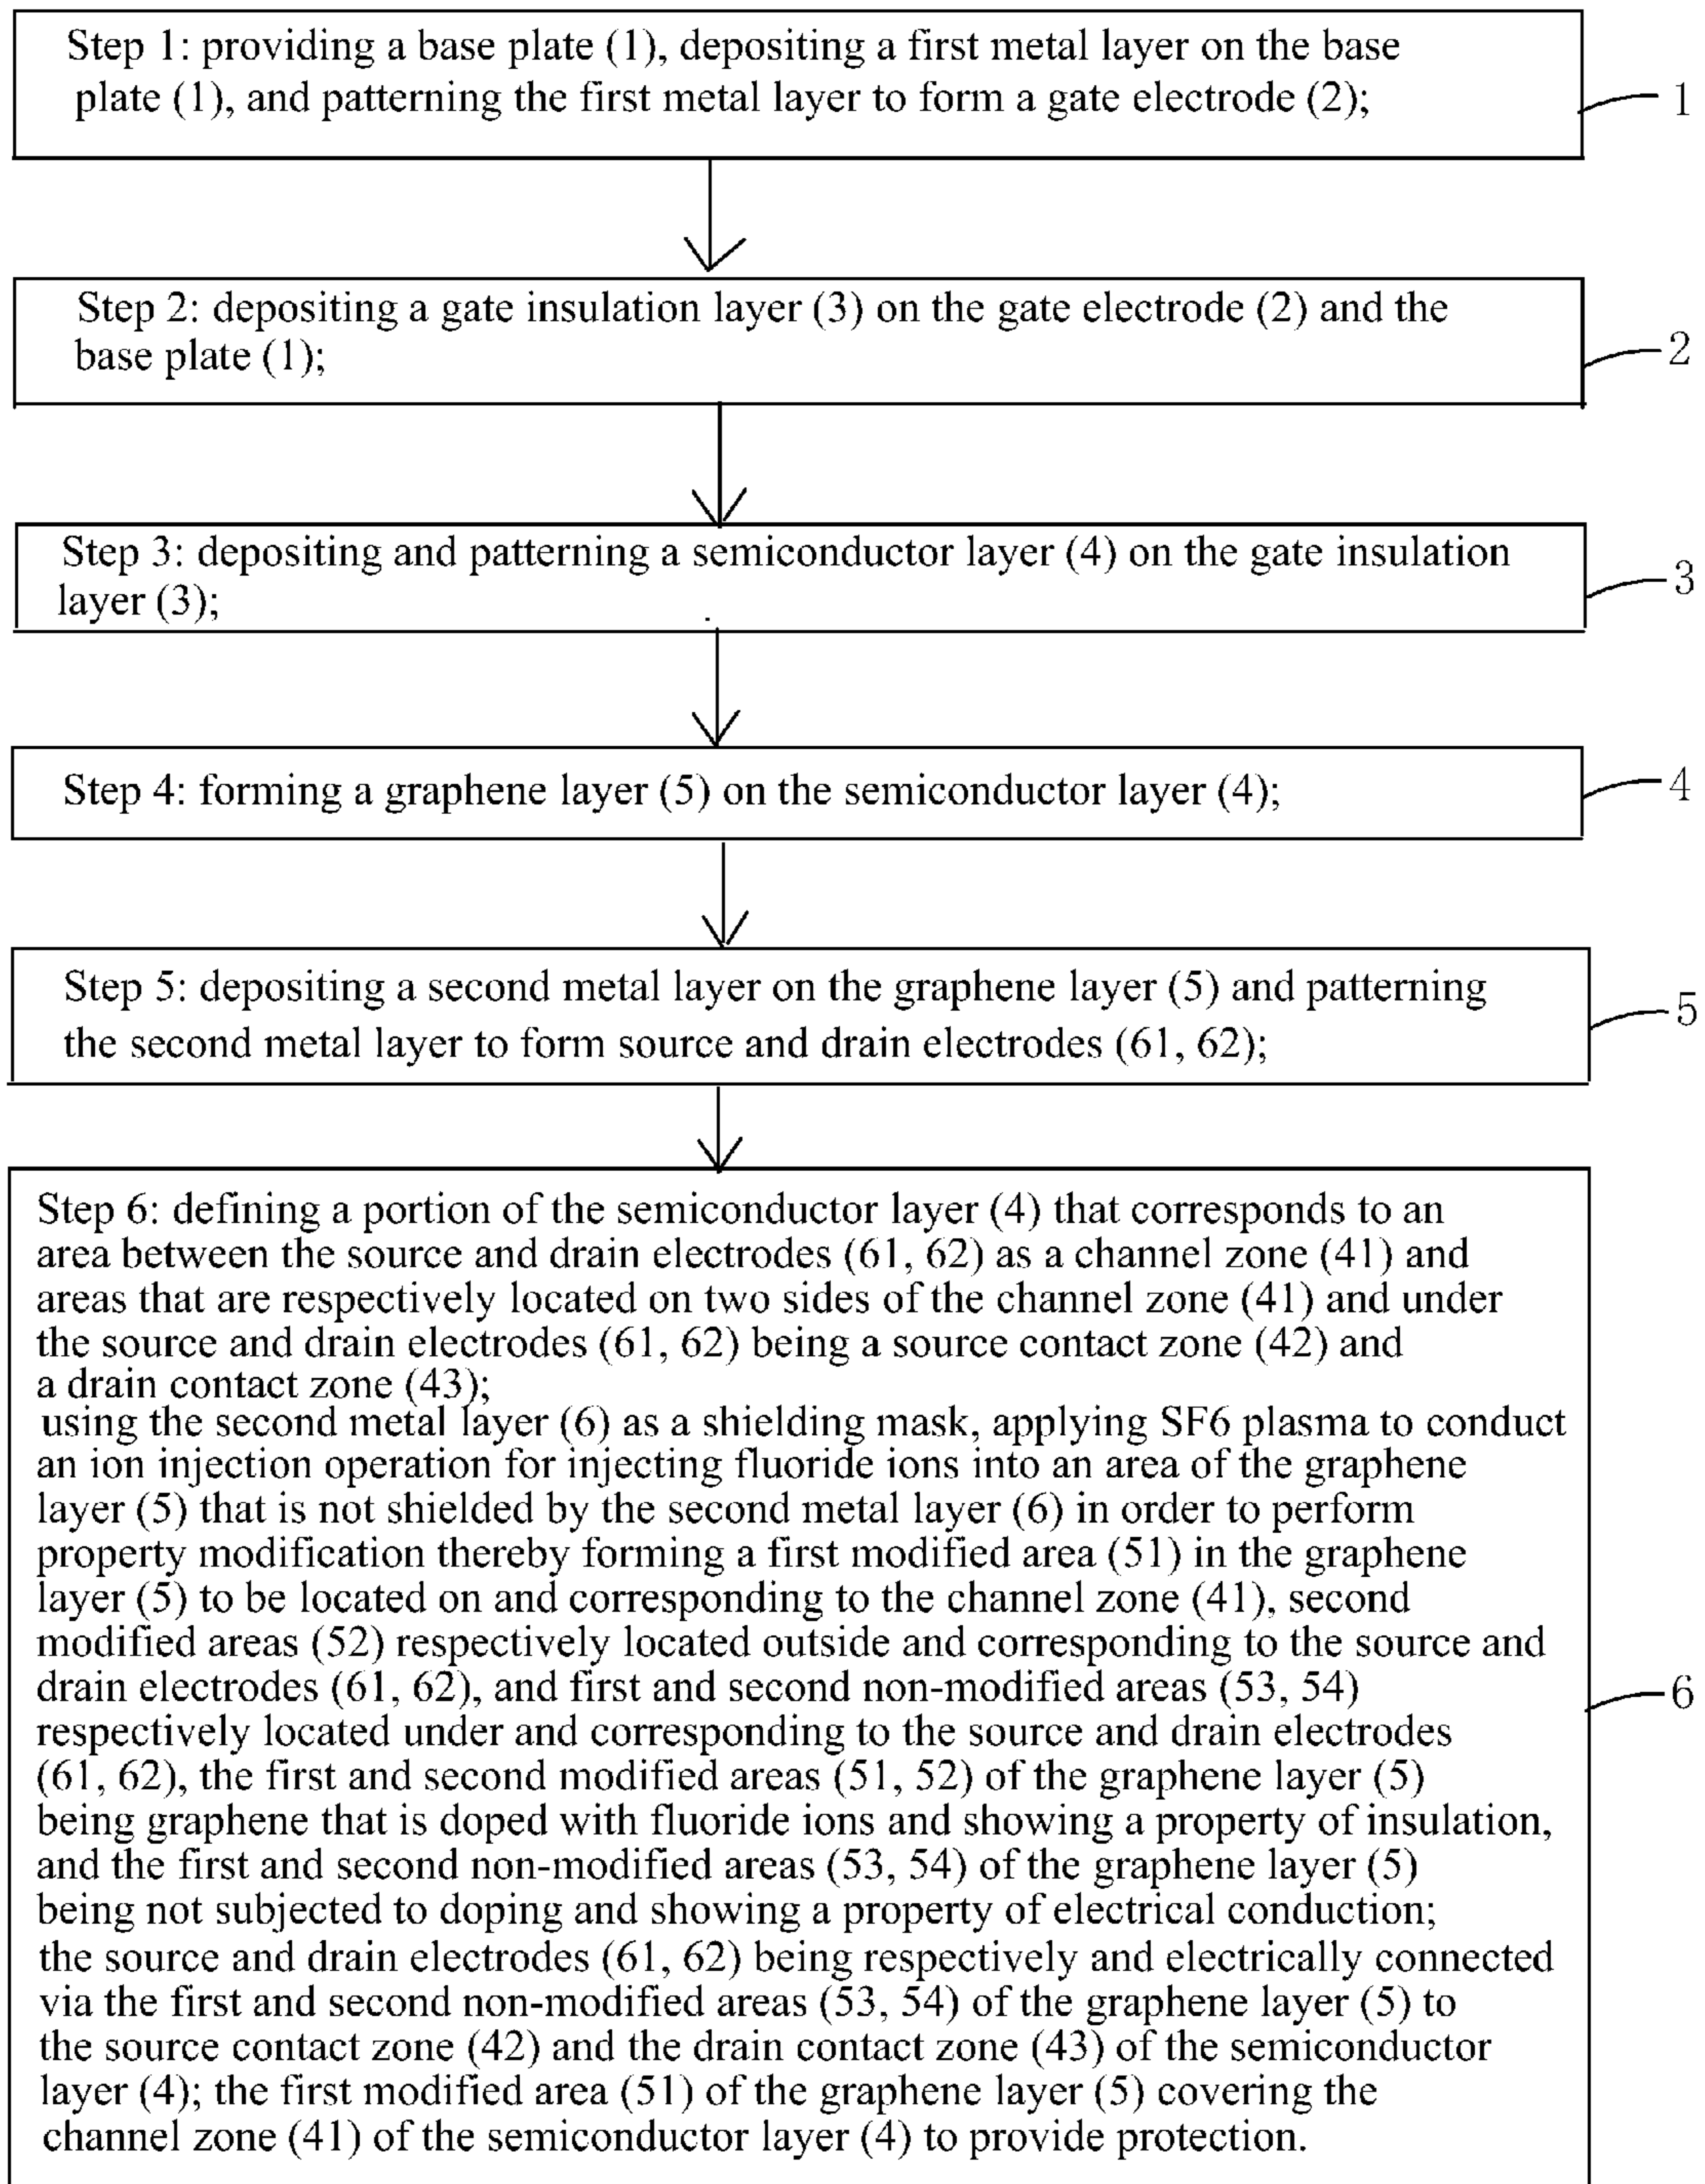 Step 1: providing a base plate (1), depositing a first metal layer on the base
plate (1), and patterning the first metal layer to form a gate electrode (2);
1
Step 2: depositing a gate insulation layer (3) on the gate electrode (2) and the
base plate (1);
2
Step 3: depositing and patterning a semiconductor layer (4) on the gate insulation
layer (3);
3
Step 4: forming a graphene layer (5) on the semiconductor layer (4);
4
Step 5: depositing a second metal layer on the graphene layer (5) and patterning
the second metal layer to form source and drain electrodes (61, 62);
5
Step 6: defining a portion of the semiconductor layer (4) that corresponds to an
area between the source and drain electrodes (61, 62) as a channel zone (41) and
areas that are respectively located on two sides of the channel zone (41) and under
the source and drain electrodes (61, 62) being a source contact zone (42) and
a drain contact zone (43);
using the second metal layer (6) as a shielding mask, applying SF6 plasma to conduct
an ion injection operation for injecting fluoride ions into an area of the graphene
layer (5) that is not shielded by the second metal layer (6) in order to perform
property modification thereby forming a first modified area (51) in the graphene
layer (5) to be located on and corresponding to the channel zone (41), second
modified areas (52) respectively located outside and corresponding to the source and
drain electrodes (61, 62), and first and second non-modified areas (53, 54)
respectively located under and corresponding to the source and drain electrodes
(61, 62), the first and second modified areas (51, 52) of the graphene layer (5)
being graphene that is doped with fluoride ions and showing a property of insulation,
and the first and second non-modified areas (53, 54) of the graphene layer (5)
being not subjected to doping and showing a property of electrical conduction;
the source and drain electrodes (61, 62) being respectively and electrically connected
via the first and second non-modified areas (53, 54) of the graphene layer (5) to
the source contact zone (42) and the drain contact zone (43) of the semiconductor
layer (4); the first modified area (51) of the graphene layer (5) covering the
channel zone (41) of the semiconductor layer (4) to provide protection.
6